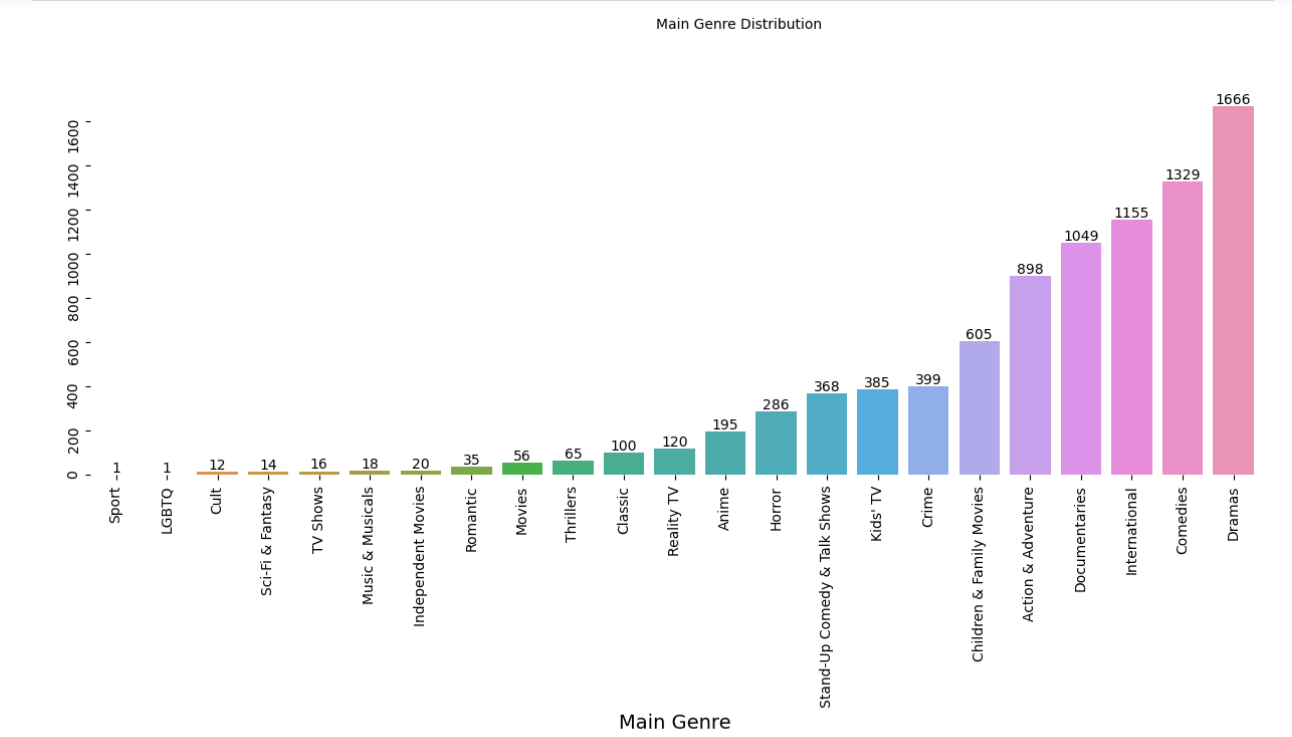 Main Genre Distribution
1600
1400
1200
1000
800
600
400
200
0
1
1
12
14
16
18
20
35
56
65
100
120
195
286
368
385
399
605
898
1049
1155
1329
1666
Sport
LGBTQ
Cult
Sci-Fi & Fantasy
TV Shows
Music & Musicals
Independent Movies
Romantic
Movies
Thrillers
Classic
Reality TV
Anime
Horror
Stand-Up Comedy & Talk Shows
Kids' TV
Crime
Children & Family Movies
Action & Adventure
Documentaries
International
Comedies
Dramas
Main Genre